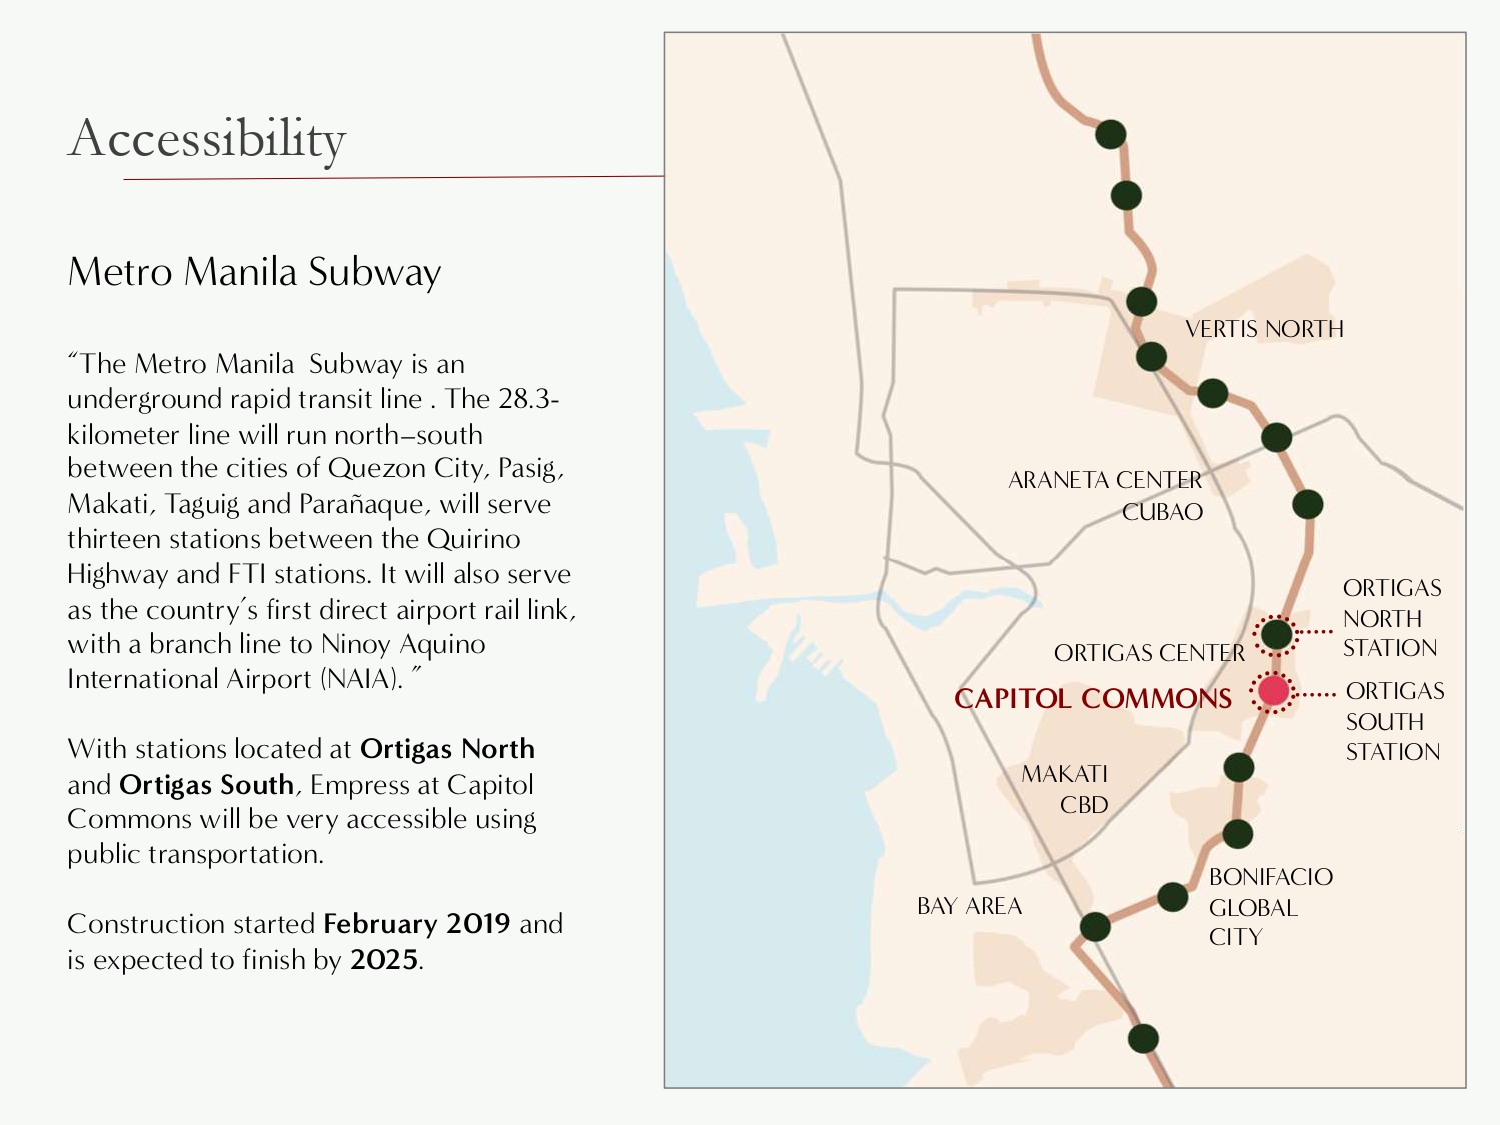 Accessibility
Metro Manila Subway
“The Metro Manila  Subway is an
underground rapid transit line . The 28.3-
kilometer line will run north–south
between the cities of Quezon City, Pasig,
Makati, Taguig and Parañaque, will serve
thirteen stations between the Quirino
Highway and FTI stations. It will also serve
as the country’s first direct airport rail link,
with a branch line to Ninoy Aquino
International Airport (NAIA). ”
With stations located at Ortigas North
and Ortigas South, Empress at Capitol
Commons will be very accessible using
public transportation.
Construction started February 2019 and
is expected to finish by 2025.
VERTIS NORTH
ARANETA CENTER
CUBAO
ORTIGAS
NORTH
STATION
ORTIGAS CENTER
CAPITOL COMMONS
ORTIGAS
SOUTH
STATION
MAKATI
CBD
BONIFACIO
GLOBAL
CITY
BAY AREA